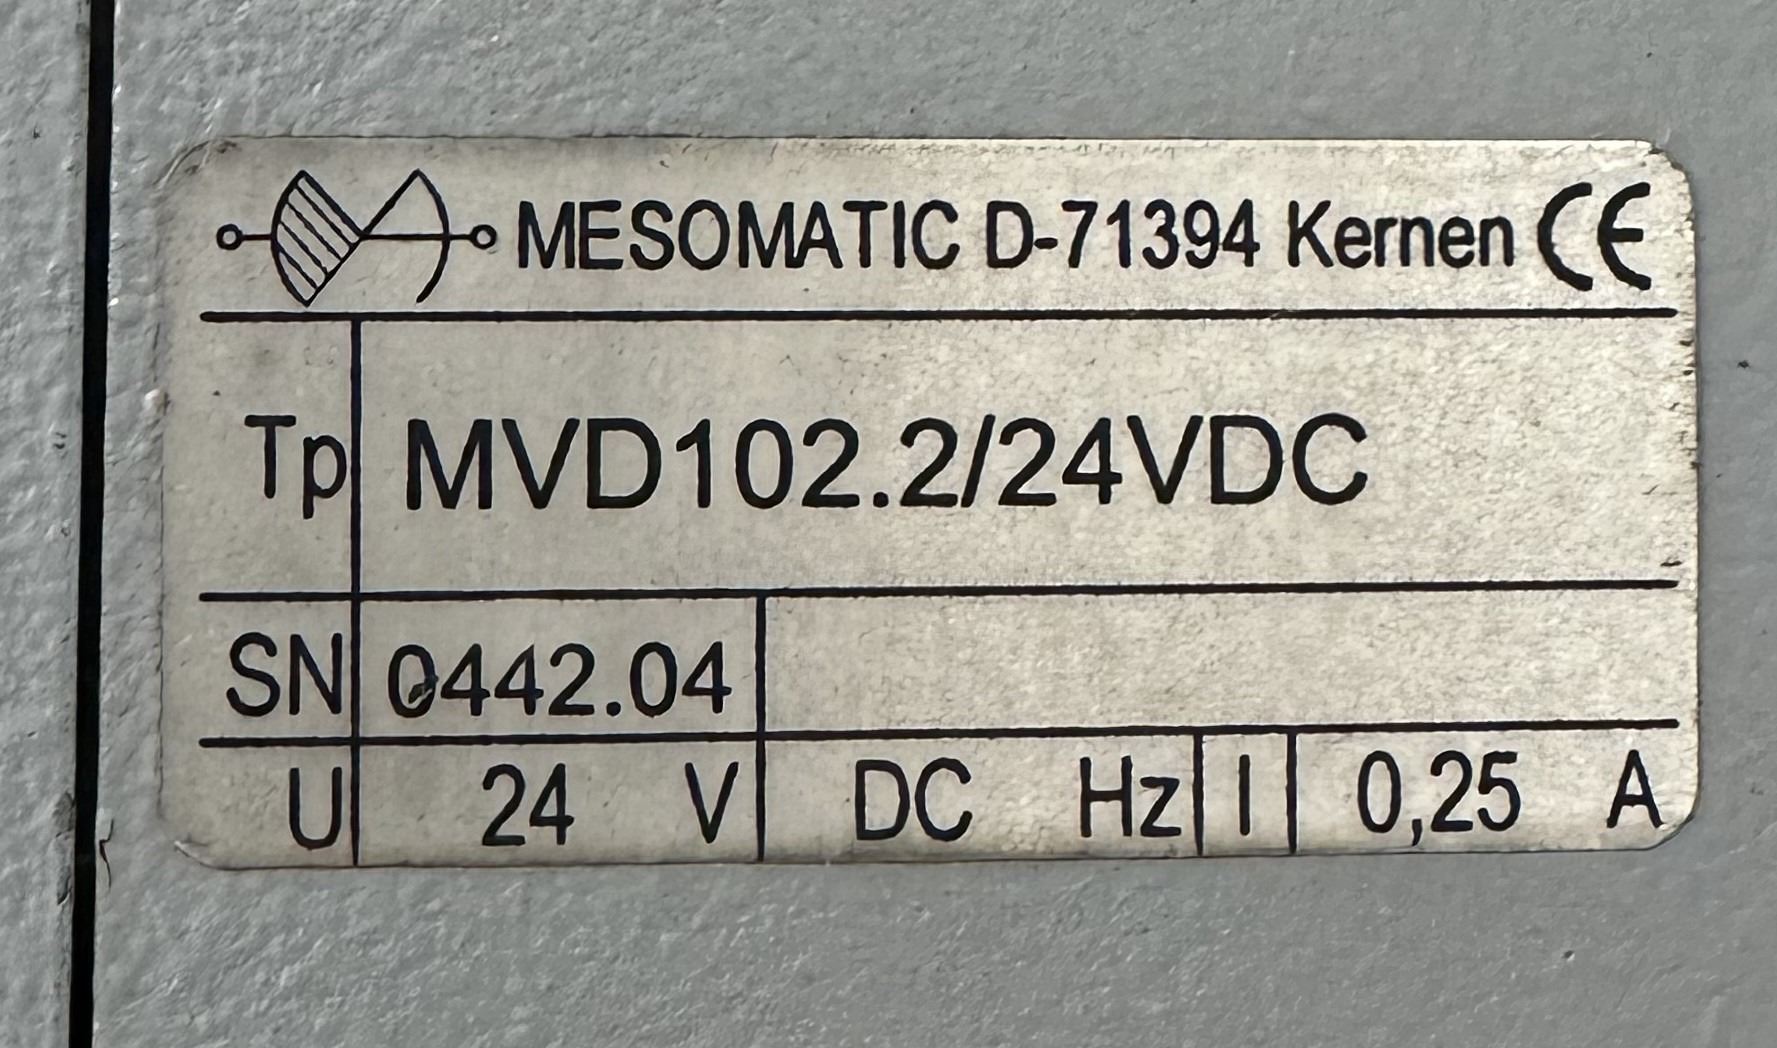 MESOMATIC D-71394 Kernen CE
Tp MVD102.2/24VDC
SN 0442.04
U 24 V DC Hz I 0,25 A